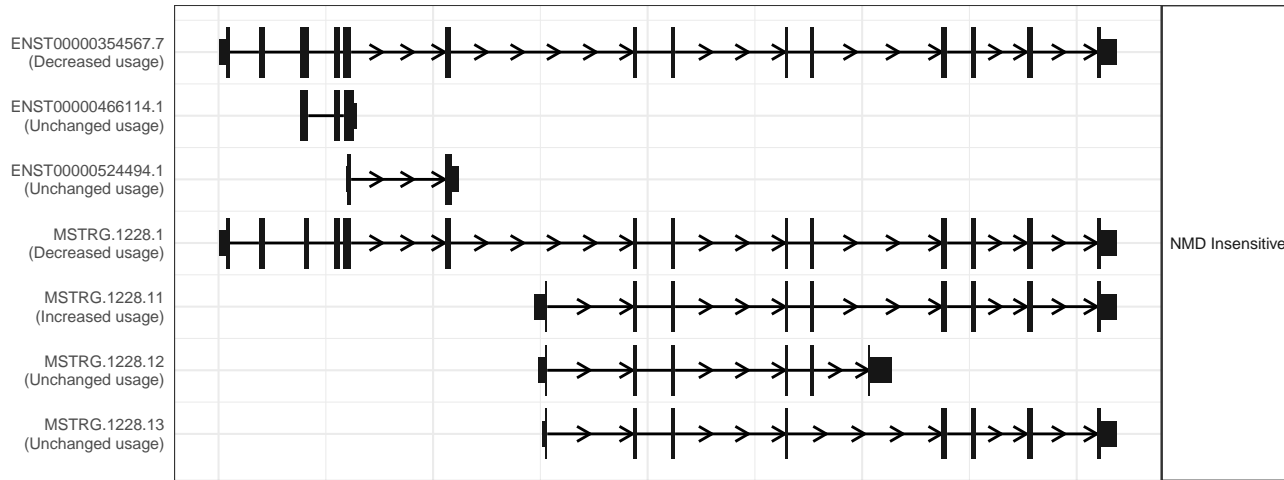 ENST00000354567.7
(Decreased usage)
ENST00000466114.1
(Unchanged usage)
ENST00000524494.1
(Unchanged usage)
MSTRG.1228.1
(Decreased usage)
MSTRG.1228.11
(Increased usage)
MSTRG.1228.12
(Unchanged usage)
MSTRG.1228.13
(Unchanged usage)
NMD Insensitive